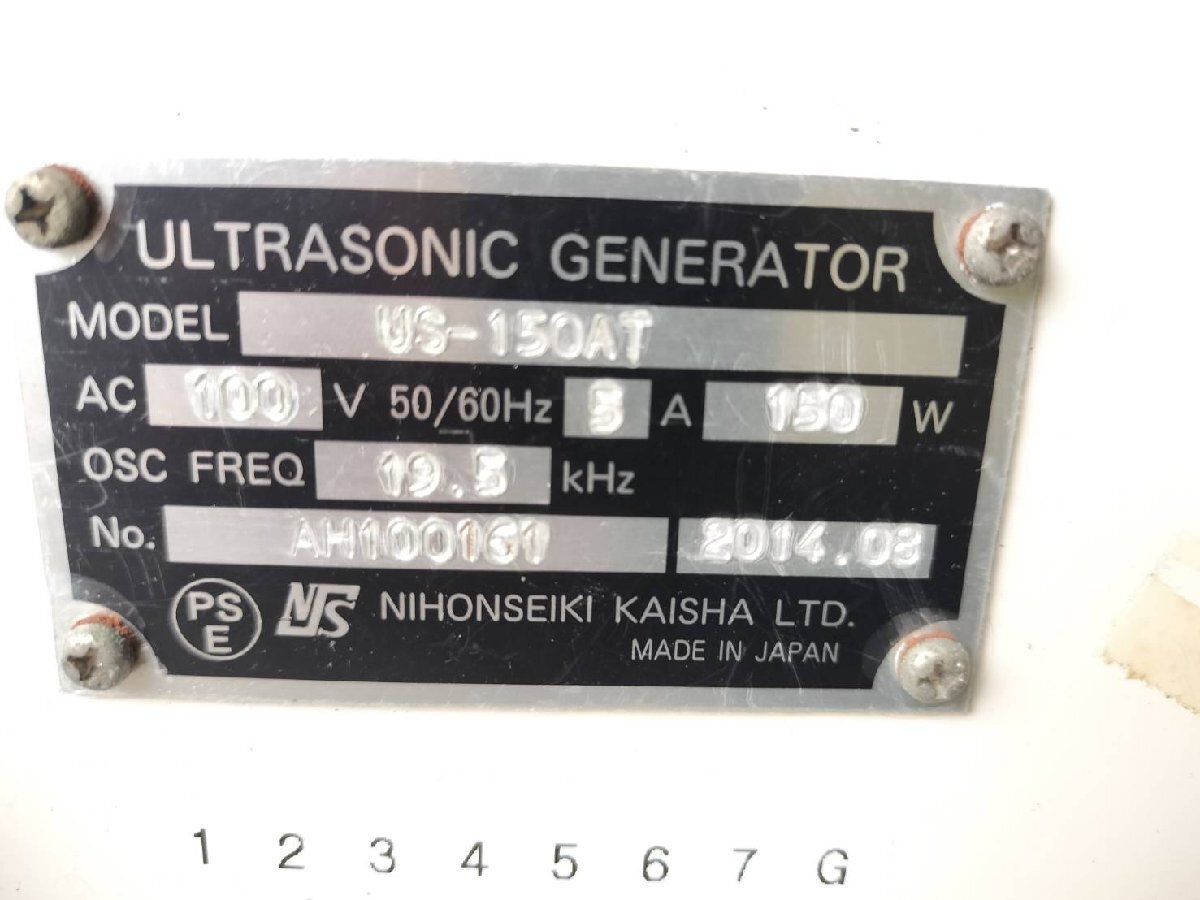 ULTRASONIC GENERATOR
MODEL US-150AT
AC 100 V 50/60Hz 5 A 150 W
OSC FREQ 19.5 kHz
No. AH100161 2014.03
PS E NJS NIHONSEIKI KAISHA LTD.
MADE IN JAPAN
1 2 3 4 5 6 7 G